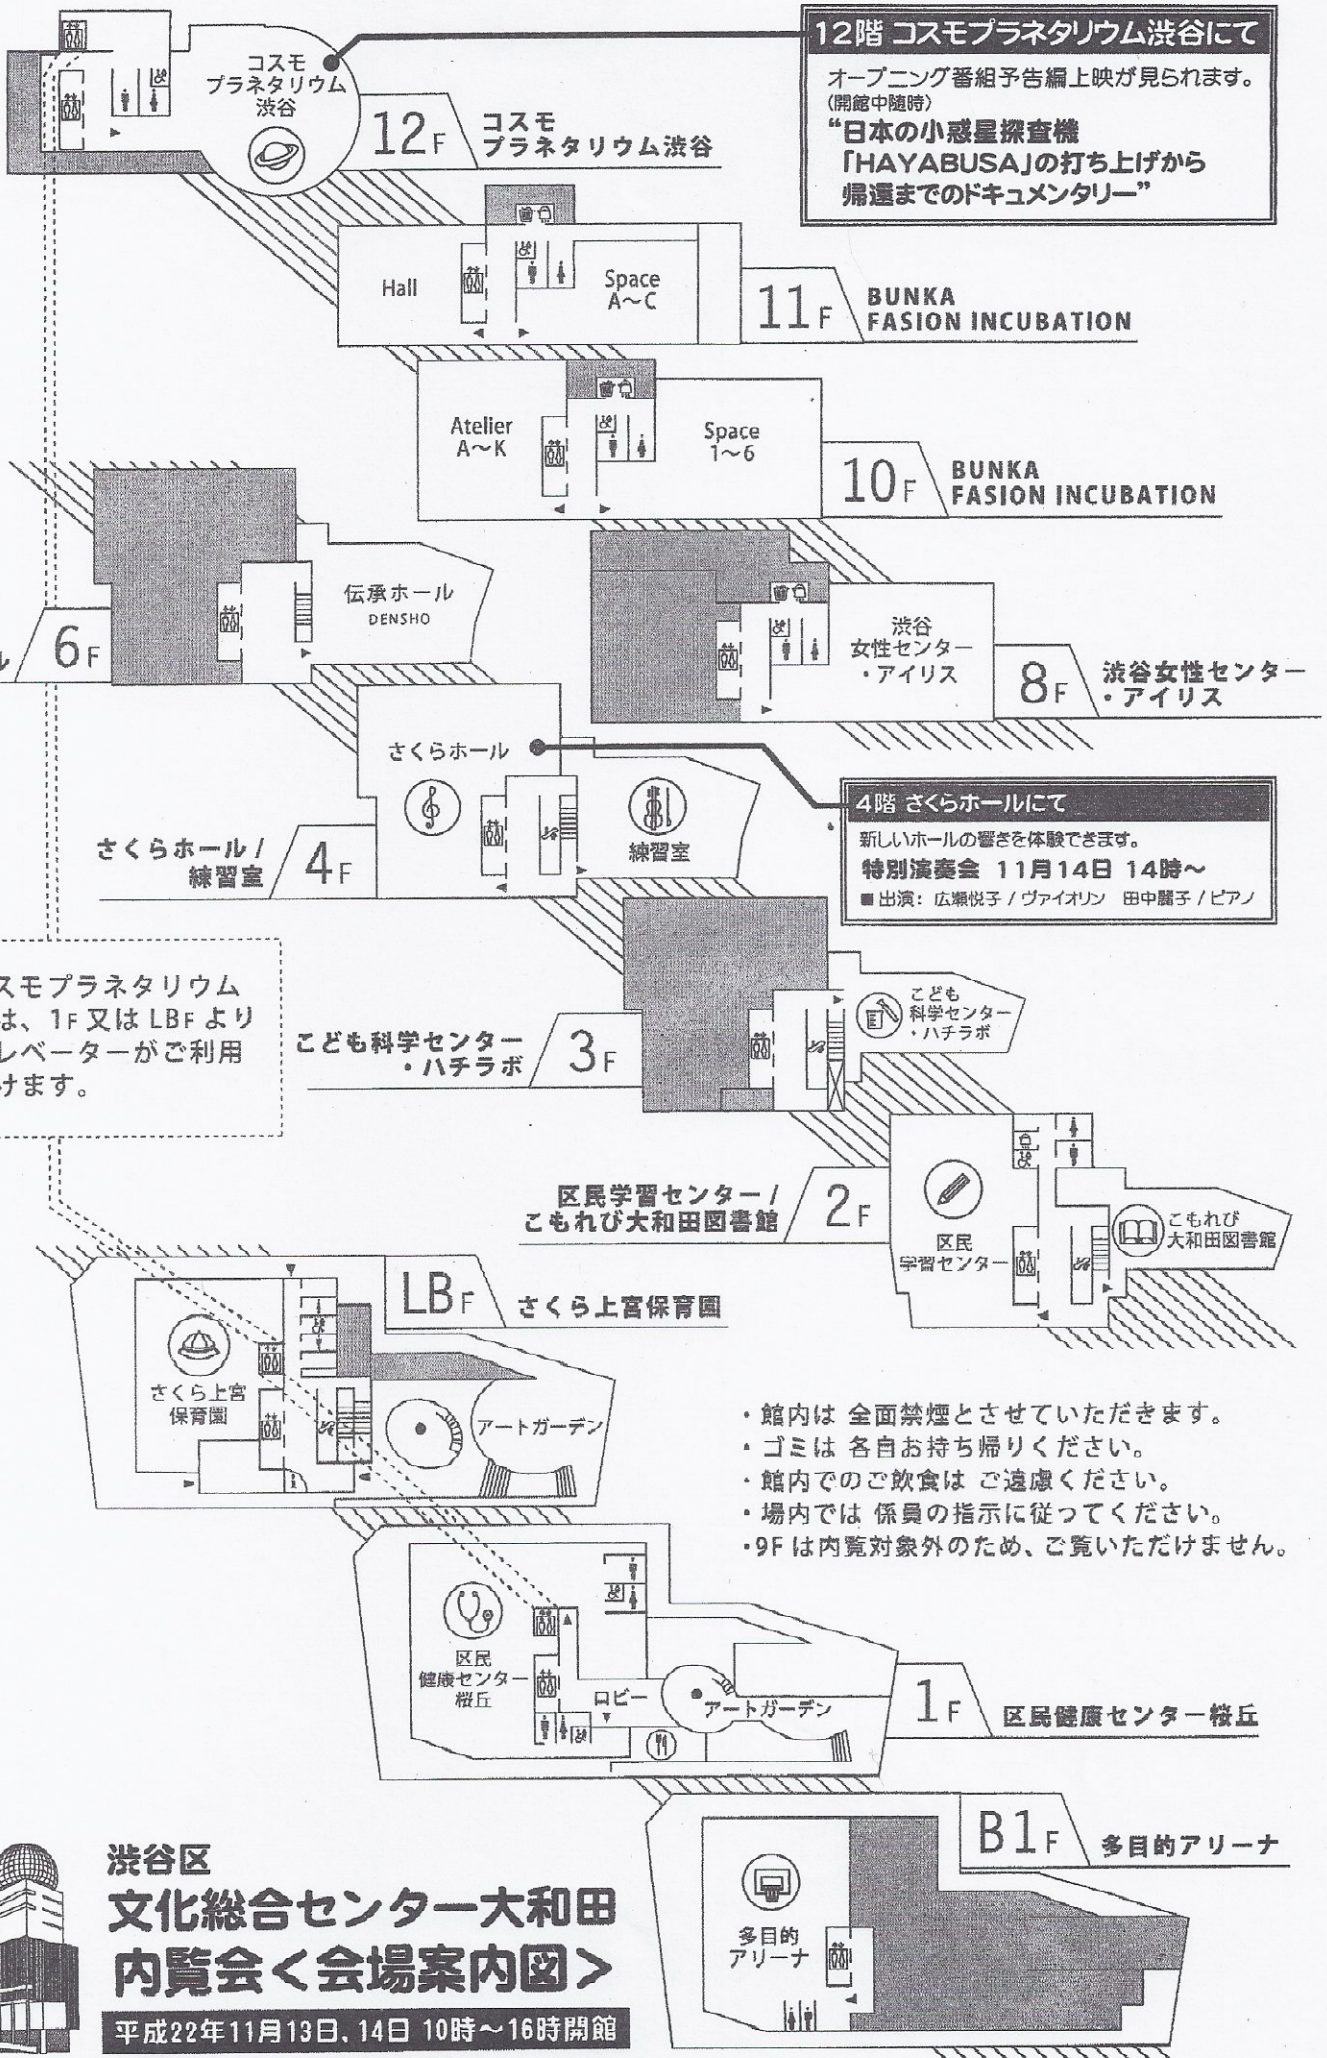 12階 コスモプラネタリウム渋谷にて
オープニング番組予告編上映が見られます。
(開館中随時)
“日本の小惑星探査機
「HAYABUSA」の打ち上げから
帰還までのドキュメンタリー”
コスモ
プラネタリウム
渋谷
12F
コスモ
プラネタリウム渋谷
Hall
Space
A〜C
11F
BUNKA
FASION INCUBATION
Atelier
A〜K
Space
1〜6
10F
BUNKA
FASION INCUBATION
伝承ホール
DENSHO
ル
6F
渋谷
女性センター
・アイリス
8F
渋谷女性センター
・アイリス
さくらホール
練習室
さくらホール /
練習室
4F
4階 さくらホールにて
新しいホールの響きを体験できます。
特別演奏会 11月14日 14時〜
■出演: 広瀬悦子 / ヴァイオリン 田中麗子 / ピアノ
スモプラネタリウム
は、1F 又は LBF より
レベーターがご利用
けます。
こども
科学センター
・ハチラボ
こども科学センター
・ハチラボ
3F
区民学習センター /
こもれび大和田図書館
2F
区民
学習センター
こもれび
大和田図書館
LBF
さくら上宮保育園
さくら上宮
保育園
アートガーデン
・館内は 全面禁煙とさせていただきます。
・ゴミは 各自お持ち帰りください。
・館内でのご飲食は ご遠慮ください。
・場内では 係員の指示に従ってください。
・9F は内覧対象外のため、ご覧いただけません。
区民
健康センター
桜丘
ロビー
アートガーデン
1F
区民健康センター桜丘
B1F
多目的アリーナ
多目的
アリーナ
渋谷区
文化総合センター大和田
内覧会<会場案内図>
平成22年11月13日、14日 10時〜16時開館